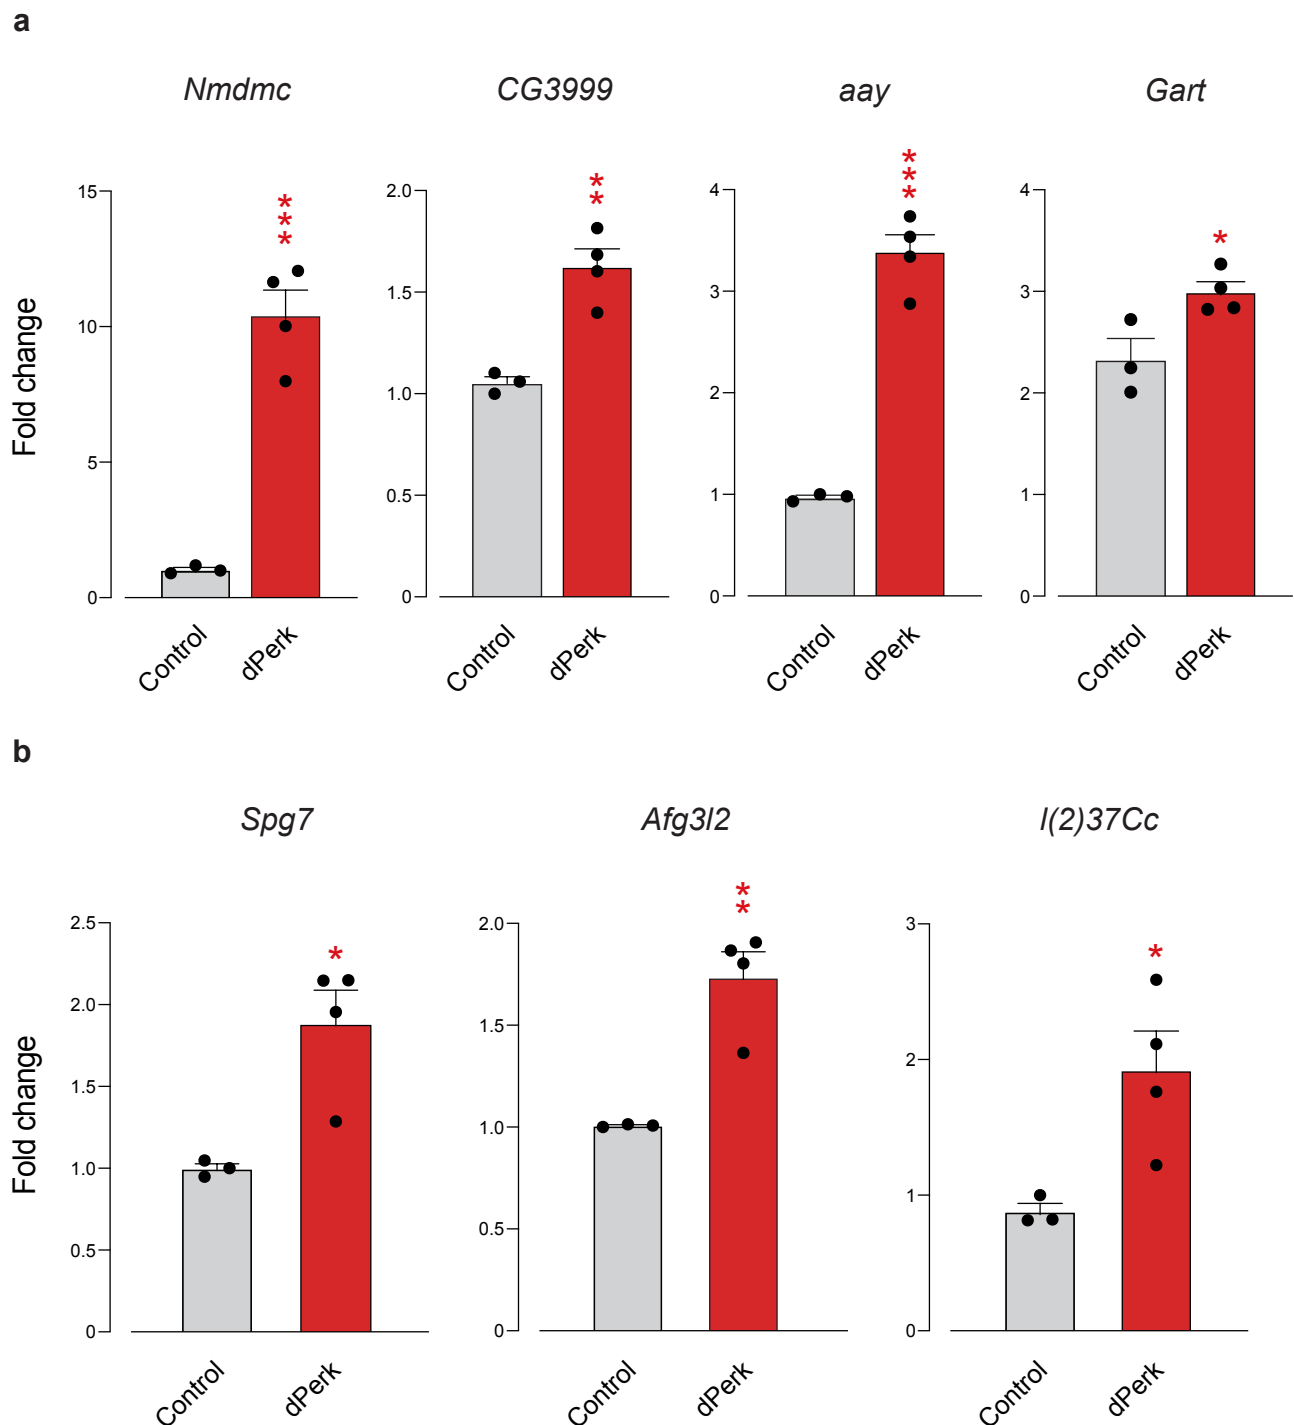 a
Nmdmc
CG3999
aay
Gart
Fold change
15
10
5
0
***
Control
dPerk
2.0
1.5
1.0
0.5
0
**
Control
dPerk
4
3
2
1
0
***
Control
dPerk
4
3
2
1
0
*
Control
dPerk
b
Spg7
Afg3l2
l(2)37Cc
Fold change
2.5
2.0
1.5
1.0
0.5
0
*
Control
dPerk
2.0
1.5
1.0
0.5
0
**
Control
dPerk
3
2
1
0
*
Control
dPerk